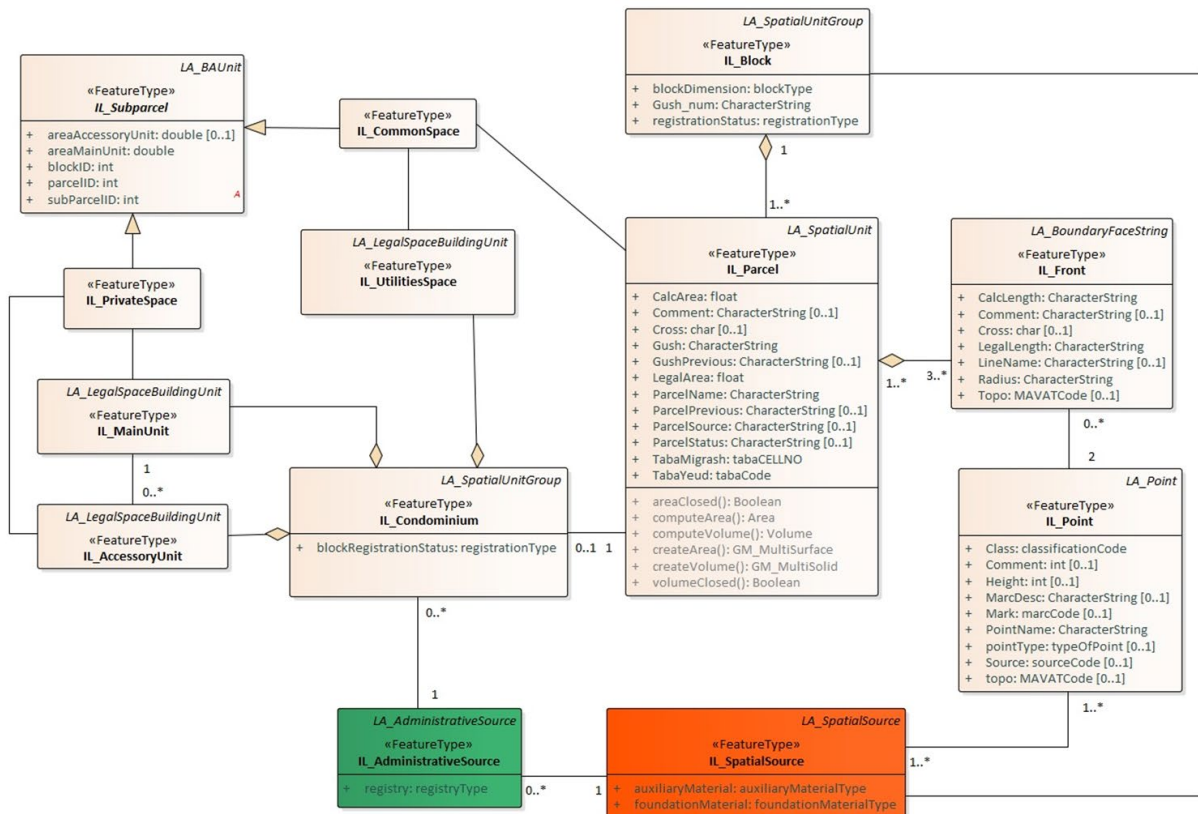 LA_SpatialUnitGroup
«FeatureType»
IL_Block
+ blockDimension: blockType
+ Gush_num: CharacterString
+ registrationStatus: registrationType
1
1..*
LA_BAUnit
«FeatureType»
IL_Subparcel
+ areaAccessoryUnit: double [0..1]
+ areaMainUnit: double
+ blockID: int
+ parcelID: int
+ subParcelID: int
A
«FeatureType»
IL_CommonSpace
LA_LegalSpaceBuildingUnit
«FeatureType»
IL_UtilitiesSpace
«FeatureType»
IL_PrivateSpace
LA_LegalSpaceBuildingUnit
«FeatureType»
IL_MainUnit
1
0..*
LA_LegalSpaceBuildingUnit
«FeatureType»
IL_AccessoryUnit
LA_SpatialUnitGroup
«FeatureType»
IL_Condominium
+ blockRegistrationStatus: registrationType
0..1
1
0..*
1
LA_SpatialUnit
«FeatureType»
IL_Parcel
+ CalcArea: float
+ Comment: CharacterString [0..1]
+ Cross: char [0..1]
+ Gush: CharacterString
+ GushPrevious: CharacterString [0..1]
+ LegalArea: float
+ ParcelName: CharacterString
+ ParcelPrevious: CharacterString [0..1]
+ ParcelSource: CharacterString [0..1]
+ ParcelStatus: CharacterString [0..1]
+ TabaMigrash: tabaCELLNO
+ TabaYeud: tabaCode
+ areaClosed(): Boolean
+ computeArea(): Area
+ computeVolume(): Volume
+ createArea(): GM_MultiSurface
+ createVolume(): GM_MultiSolid
+ volumeClosed(): Boolean
1..*
3..*
LA_BoundaryFaceString
«FeatureType»
IL_Front
+ CalcLength: CharacterString
+ Comment: CharacterString [0..1]
+ Cross: char [0..1]
+ LegalLength: CharacterString
+ LineName: CharacterString [0..1]
+ Radius: CharacterString
+ Topo: MAVATCode [0..1]
0..*
2
LA_Point
«FeatureType»
IL_Point
+ Class: classificationCode
+ Comment: int [0..1]
+ Height: int [0..1]
+ MarcDesc: CharacterString [0..1]
+ Mark: marcCode [0..1]
+ PointName: CharacterString
+ pointType: typeOfPoint [0..1]
+ Source: sourceCode [0..1]
+ topo: MAVATCode [0..1]
1..*
1..*
LA_AdministrativeSource
«FeatureType»
IL_AdministrativeSource
+ registry: registryType
0..*
1
LA_SpatialSource
«FeatureType»
IL_SpatialSource
+ auxiliaryMaterial: auxiliaryMaterialType
+ foundationMaterial: foundationMaterialType